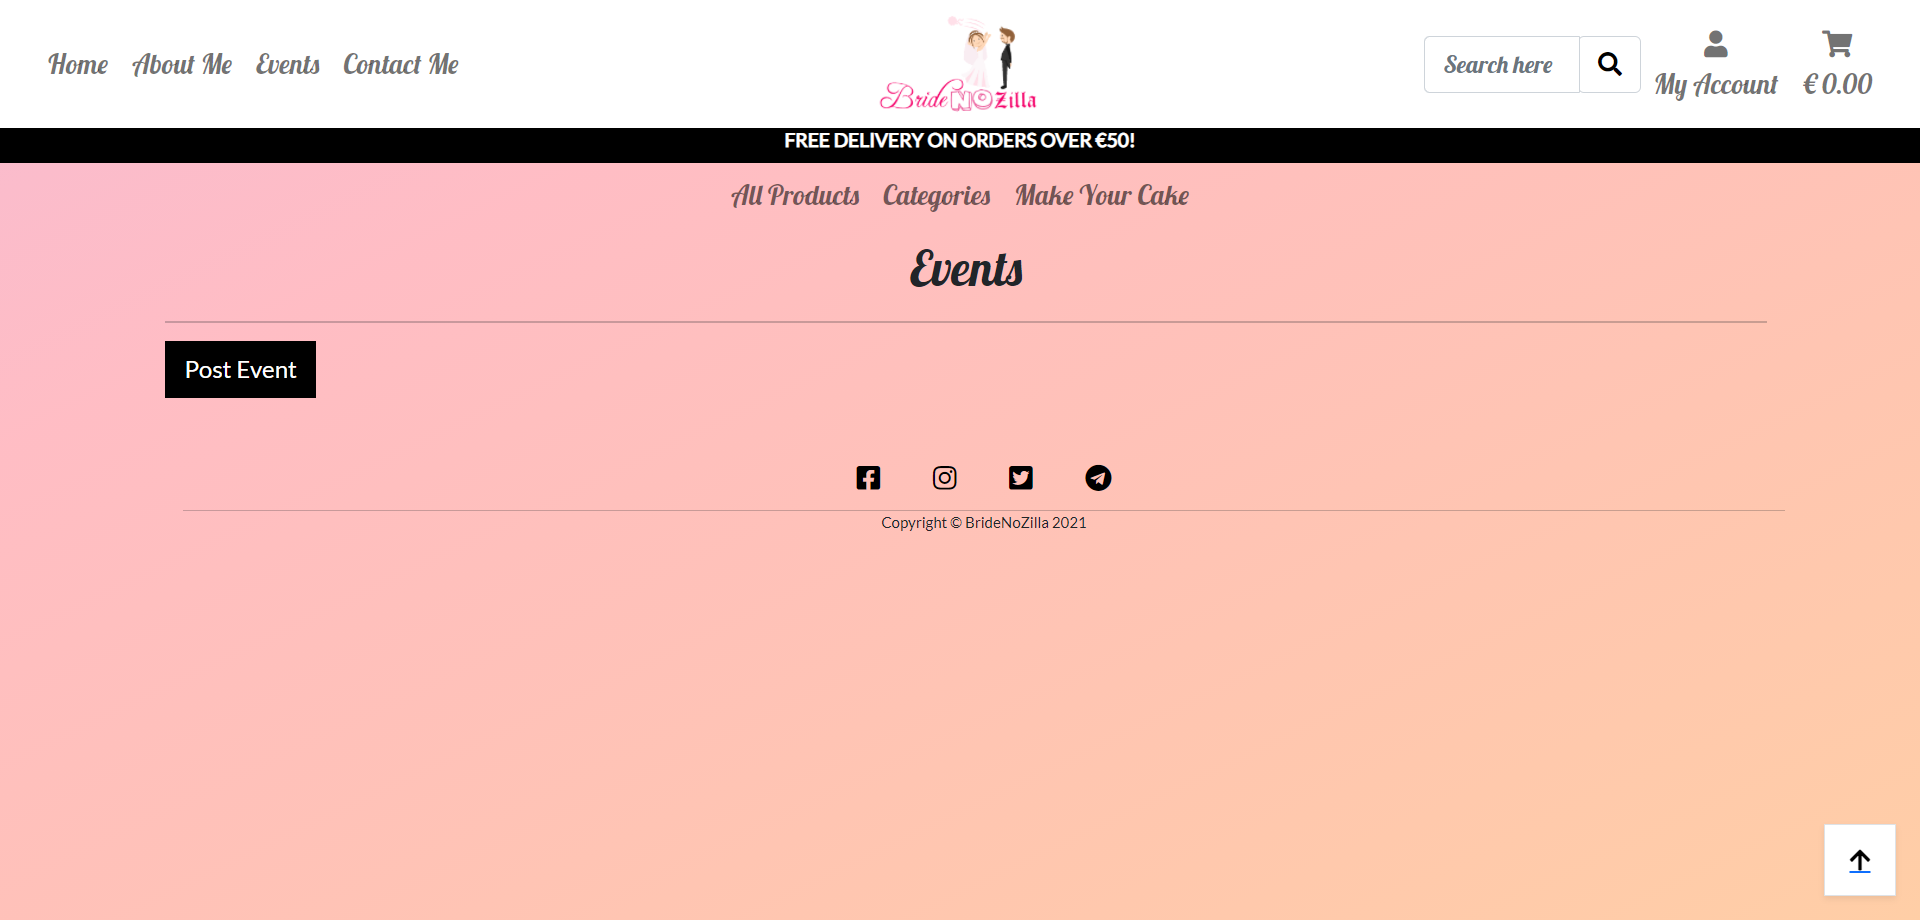 Home About Me Events Contact Me
BrideNOZilla
Search here
My Account
€ 0.00
FREE DELIVERY ON ORDERS OVER €50!
All Products Categories Make Your Cake
Events
Post Event
Copyright © BrideNoZilla 2021